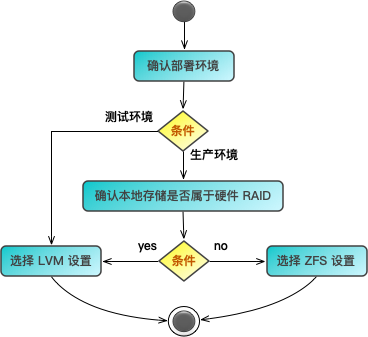 确认部署环境
测试环境
条件
生产环境
确认本地存储是否属于硬件 RAID
yes
条件
no
选择 LVM 设置
选择 ZFS 设置